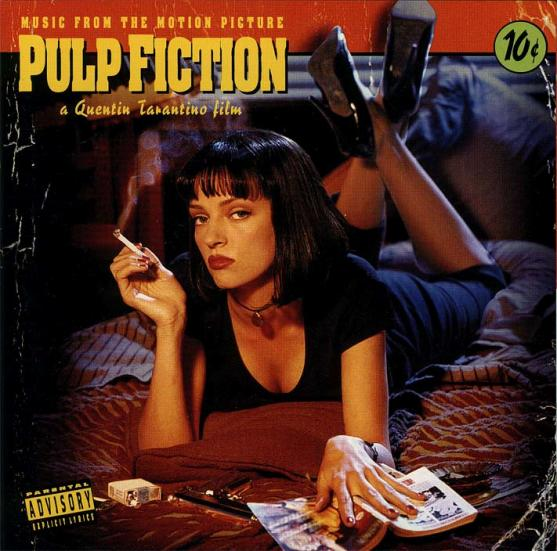 MUSIC FROM THE MOTION PICTURE
PULP FICTION
10¢
a Quentin Tarantino film
PARENTAL
ADVISORY
EXPLICIT LYRICS